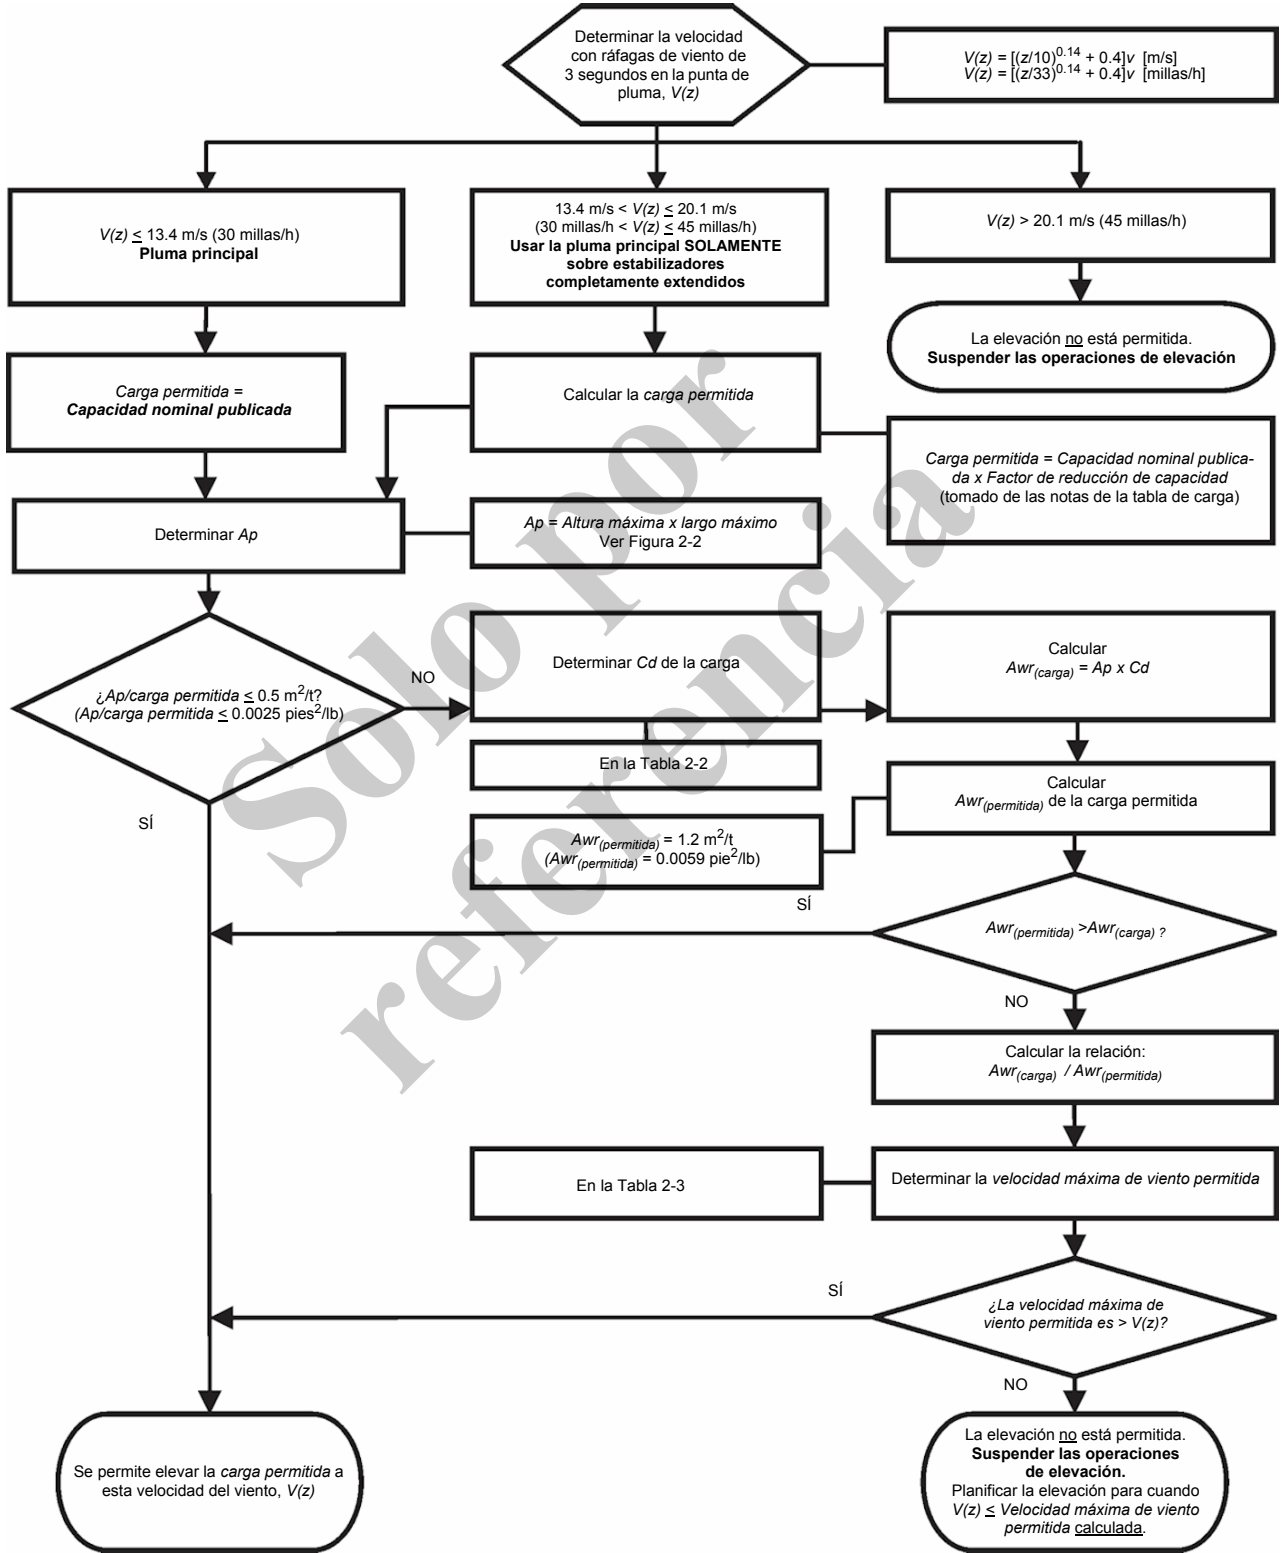 Determinar la velocidad
con ráfagas de viento de
3 segundos en la punta de
pluma, V(z)
V(z) = [(z/10)^0.14 + 0.4]v [m/s]
V(z) = [(z/33)^0.14 + 0.4]v [millas/h]
V(z) ≤ 13.4 m/s (30 millas/h)
Pluma principal
13.4 m/s < V(z) ≤ 20.1 m/s
(30 millas/h < V(z) ≤ 45 millas/h)
Usar la pluma principal SOLAMENTE
sobre estabilizadores
completamente extendidos
V(z) > 20.1 m/s (45 millas/h)
La elevación no está permitida.
Suspender las operaciones de elevación
Carga permitida =
Capacidad nominal publicada
Calcular la carga permitida
Carga permitida = Capacidad nominal publica-
da x Factor de reducción de capacidad
(tomado de las notas de la tabla de carga)
Determinar Ap
Ap = Altura máxima x largo máximo
Ver Figura 2-2
¿Ap/carga permitida ≤ 0.5 m²/t?
(Ap/carga permitida ≤ 0.0025 pies²/lb)
NO
SÍ
Determinar Cd de la carga
En la Tabla 2-2
Calcular
Awr(carga) = Ap x Cd
Calcular
Awr(permitida) de la carga permitida
Awr(permitida) = 1.2 m²/t
(Awr(permitida) = 0.0059 pie²/lb)
SÍ
Awr(permitida) >Awr(carga) ?
NO
Calcular la relación:
Awr(carga) / Awr(permitida)
En la Tabla 2-3
Determinar la velocidad máxima de viento permitida
SÍ
¿La velocidad máxima de
viento permitida es > V(z)?
NO
Se permite elevar la carga permitida a
esta velocidad del viento, V(z)
La elevación no está permitida.
Suspender las operaciones
de elevación.
Planificar la elevación para cuando
V(z) ≤ Velocidad máxima de viento
permitida calculada.
Solo por
referencia